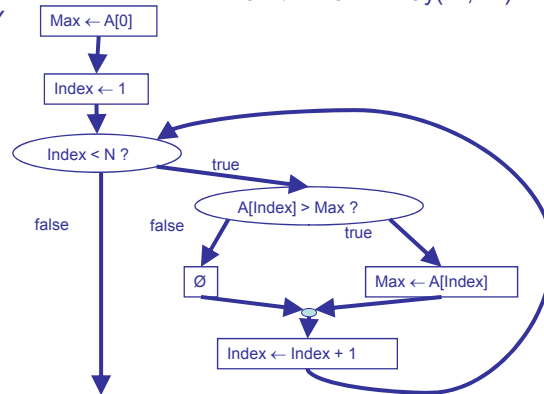 Max ← A[0]
Index ← 1
Index < N ?
true
A[Index] > Max ?
false
false
true
Ø
Max ← A[Index]
Index ← Index + 1